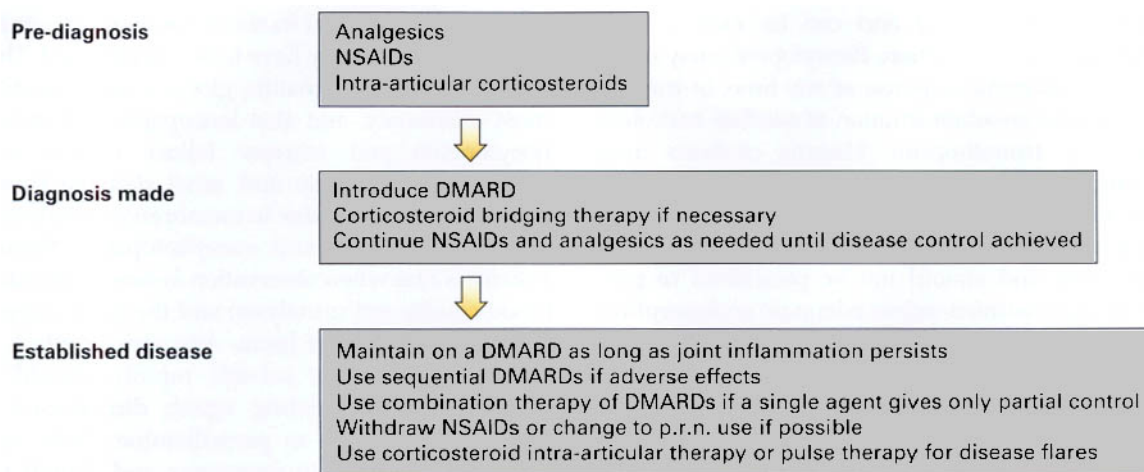 Pre-diagnosis
Analgesics
NSAIDs
Intra-articular corticosteroids
Diagnosis made
Introduce DMARD
Corticosteroid bridging therapy if necessary
Continue NSAIDs and analgesics as needed until disease control achieved
Established disease
Maintain on a DMARD as long as joint inflammation persists
Use sequential DMARDs if adverse effects
Use combination therapy of DMARDs if a single agent gives only partial control
Withdraw NSAIDs or change to p.r.n. use if possible
Use corticosteroid intra-articular therapy or pulse therapy for disease flares